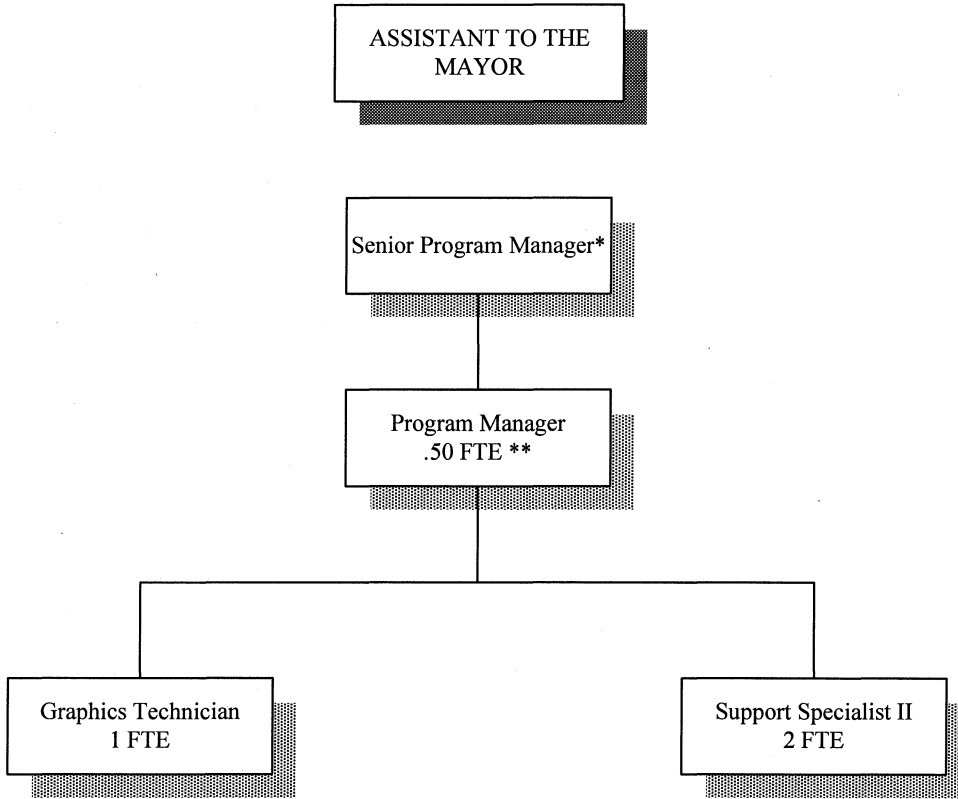 ASSISTANT TO THE
MAYOR
Senior Program Manager*
Program Manager
.50 FTE **
Graphics Technician
1 FTE
Support Specialist II
2 FTE